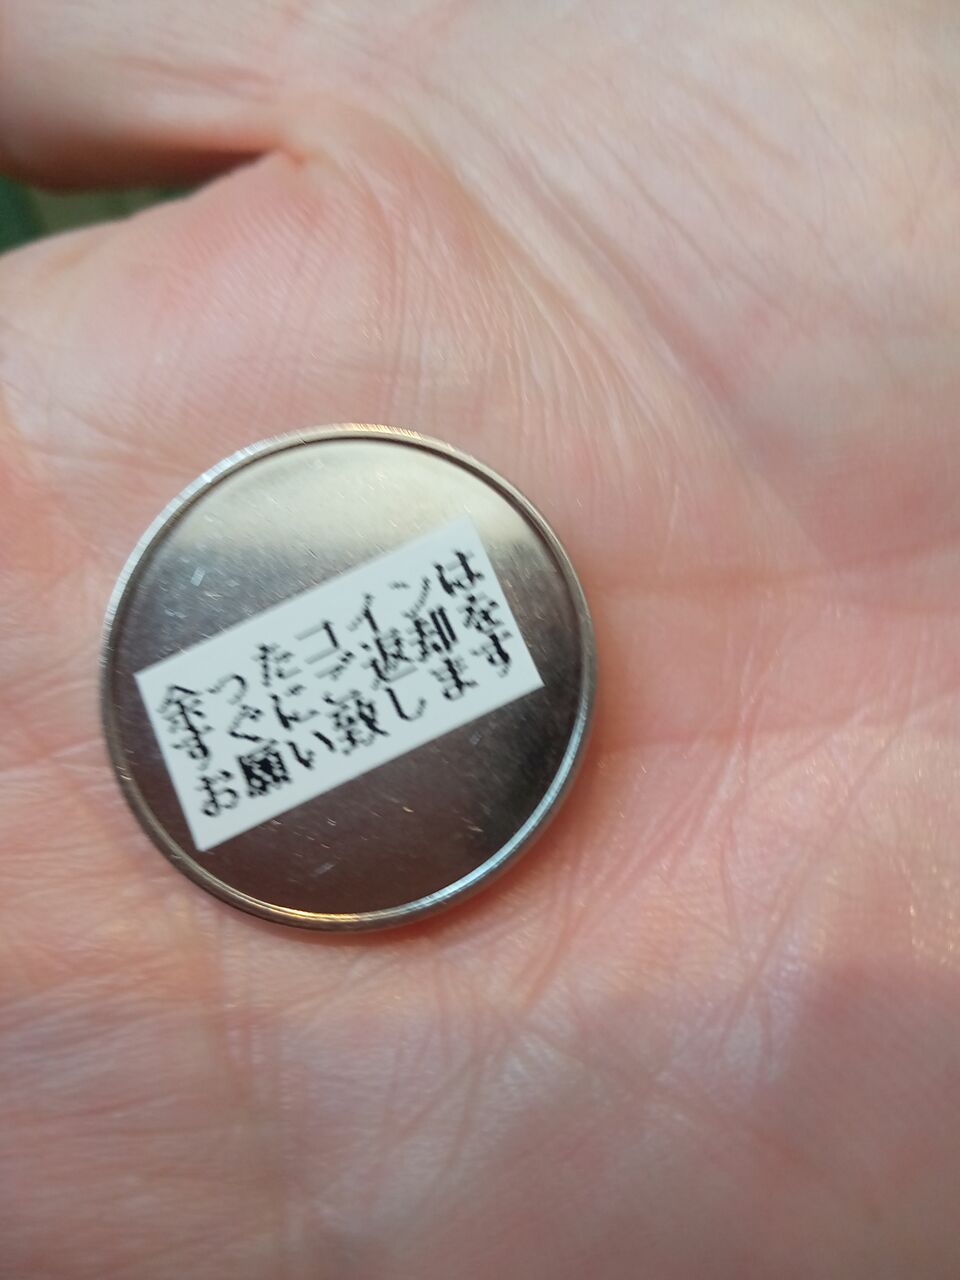 余ったコインは
すぐにご返却を
お願い致します